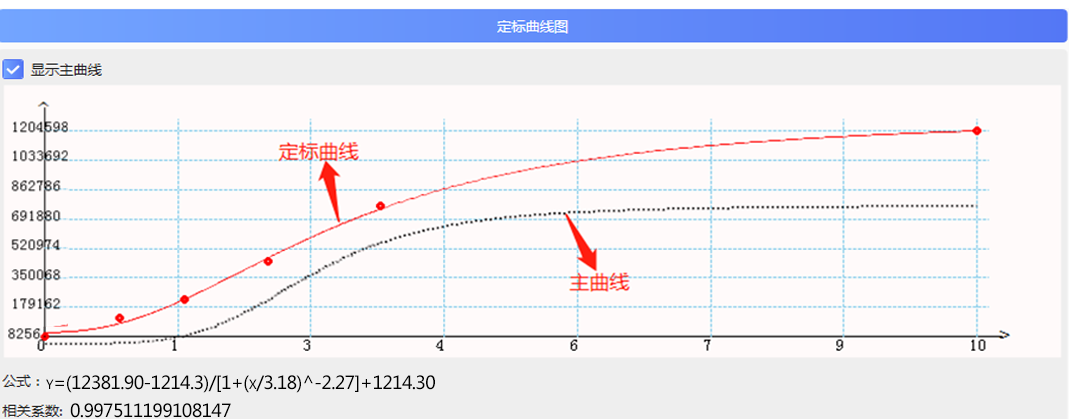 定标曲线图
显示主曲线
1204598
1033692
862786
691880
520974
350068
179162
8256
定标曲线
主曲线
0 1 3 4 6 7 9 10
公式：Y=(12381.90-1214.3)/[1+(X/3.18)^-2.27]+1214.30
相关系数: 0.997511199108147